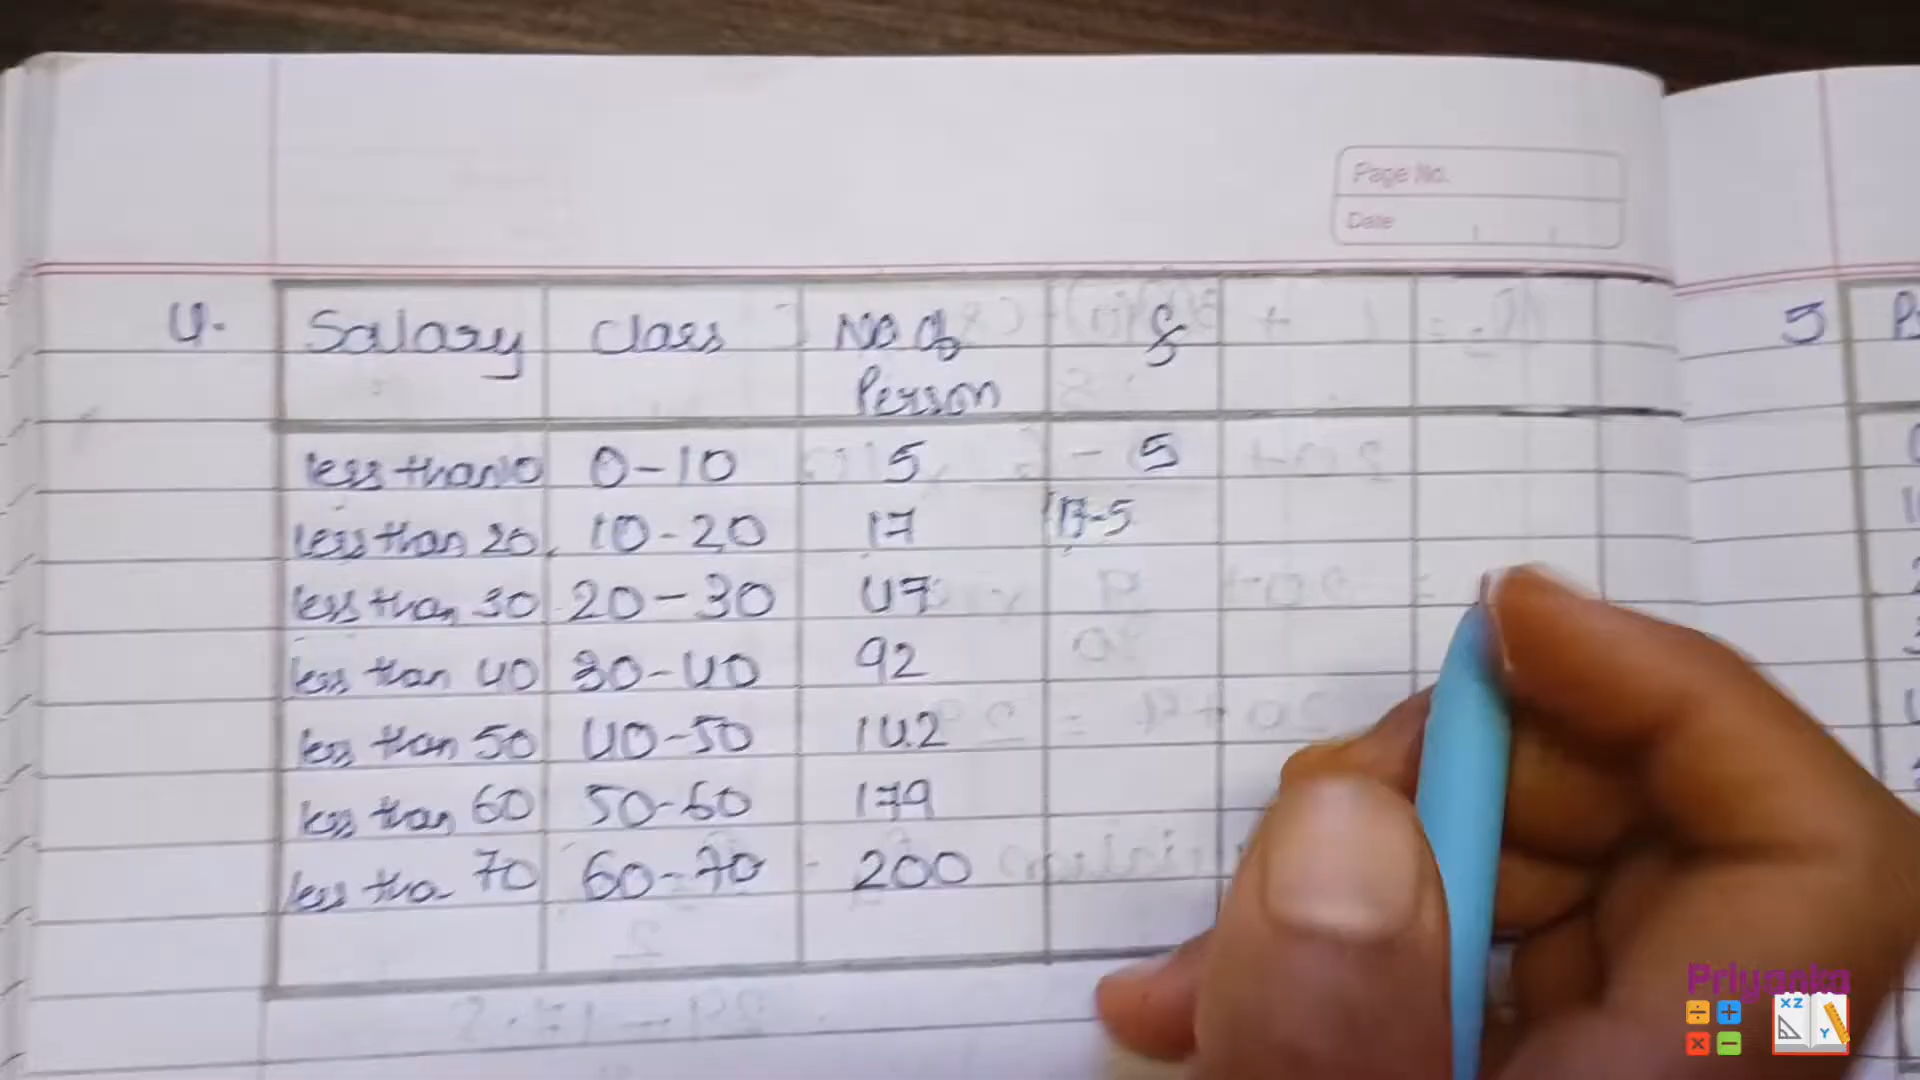 Page No.
Date
4. Salary Class No of f
Person
less than 10 0-10 5 - 5
less than 20 10-20 17 17-5
less than 30 20-30 47
less than 40 30-40 92
less than 50 40-50 142
less than 60 50-60 179
less tha 70 60-70 200
5
Priyanka